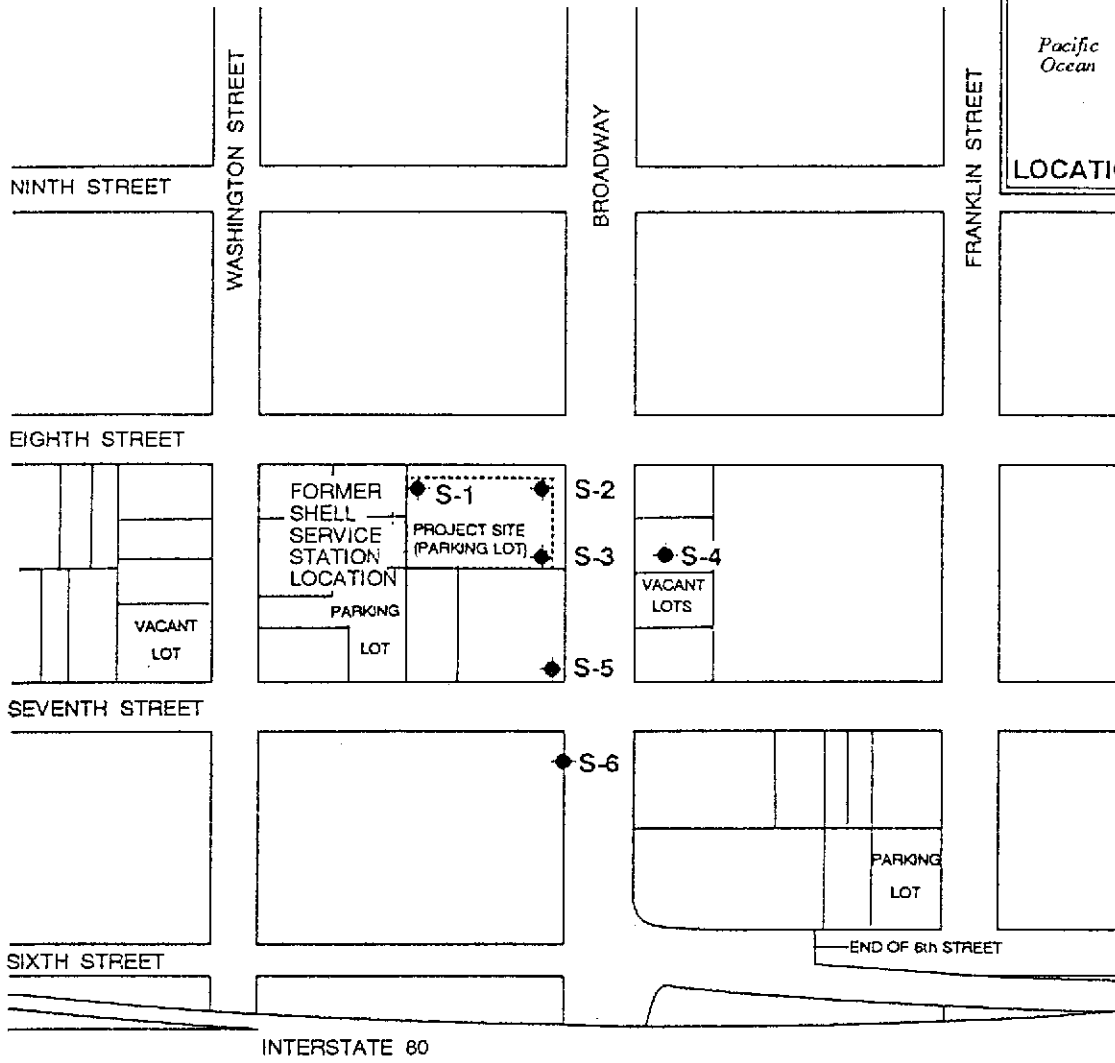 Pacific
Ocean
LOCATI
NINTH STREET
WASHINGTON STREET
BROADWAY
FRANKLIN STREET
EIGHTH STREET
FORMER
SHELL
SERVICE
STATION
LOCATION
S-1
S-2
PROJECT SITE
(PARKING LOT)
S-3
S-4
VACANT
LOTS
VACANT
LOT
PARKING
LOT
S-5
SEVENTH STREET
S-6
PARKING
LOT
END OF 6th STREET
SIXTH STREET
INTERSTATE 80